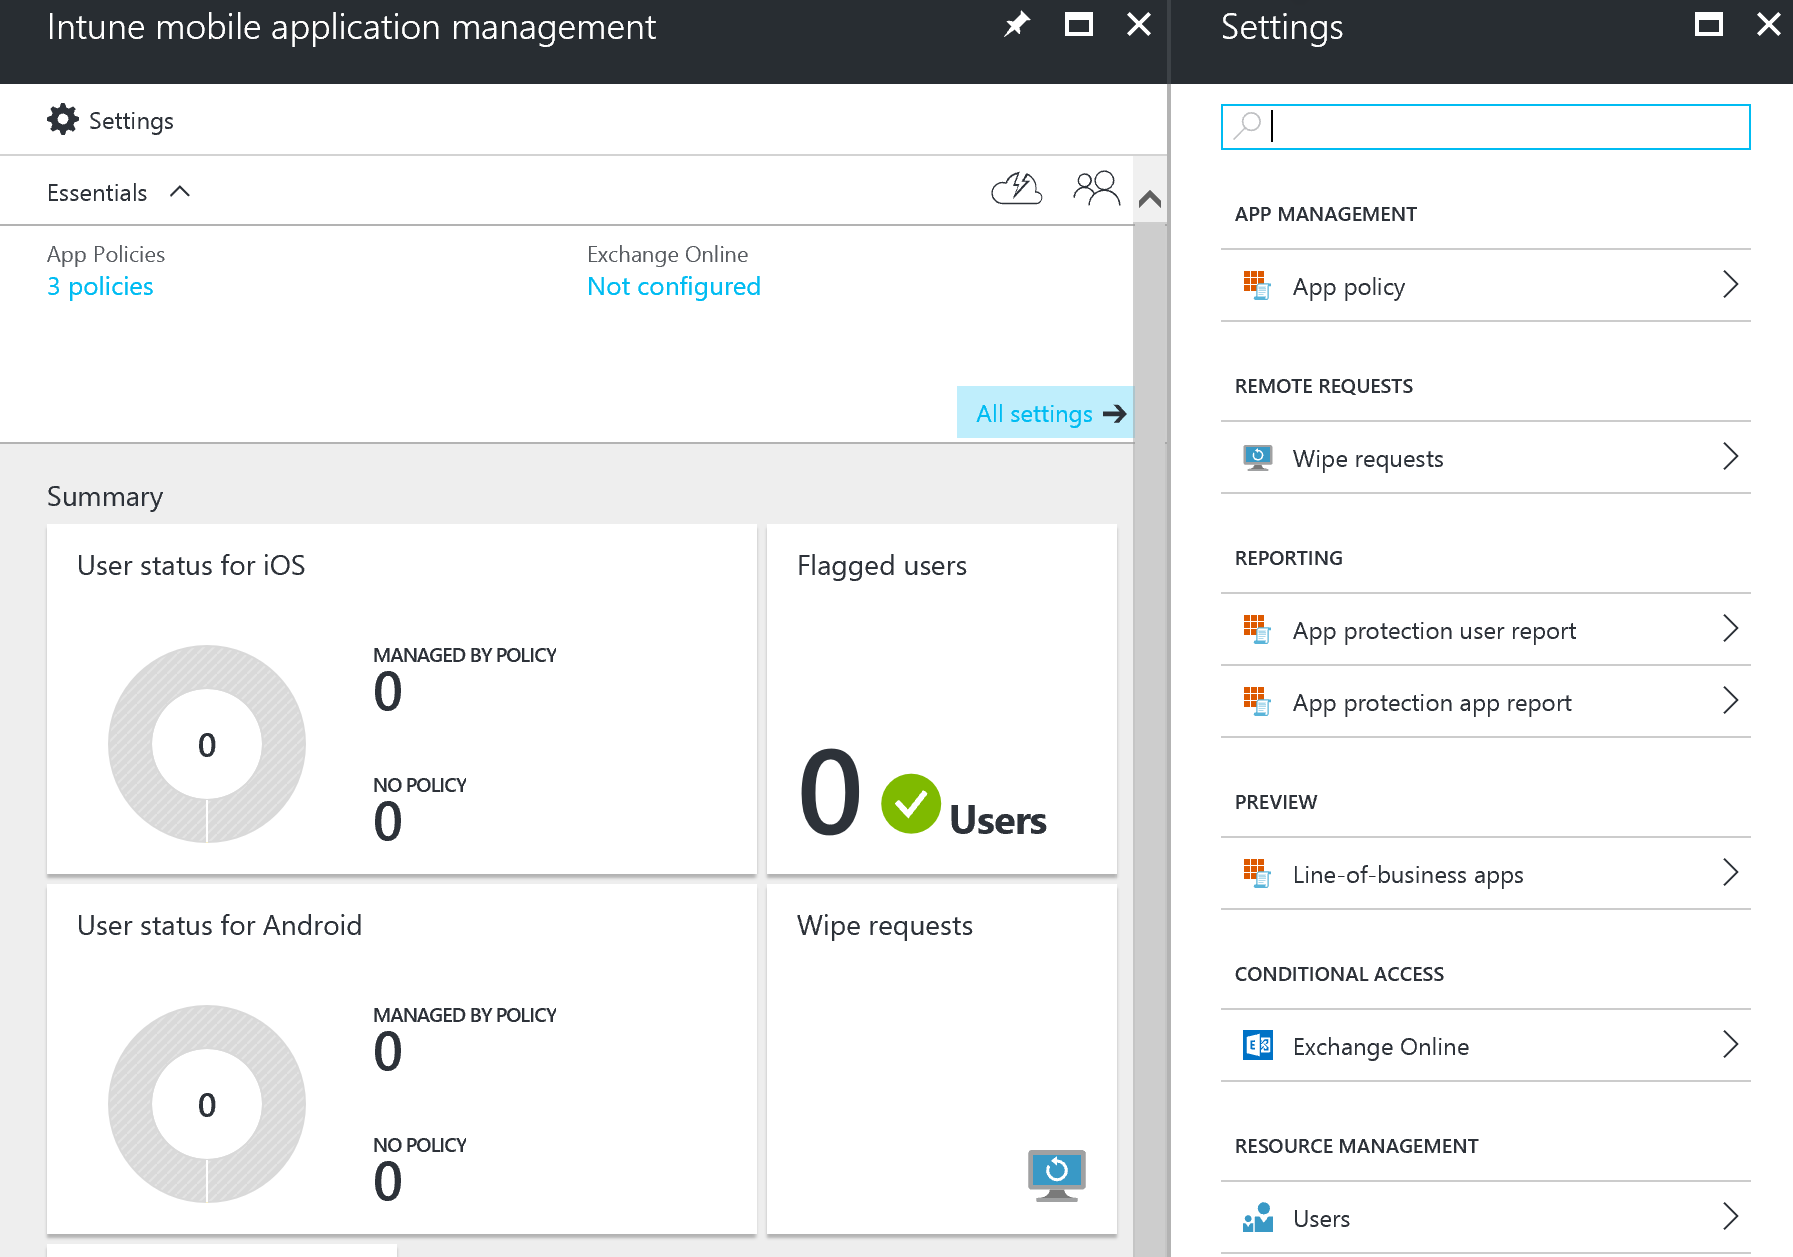 Intune mobile application management
Settings
Essentials
App Policies
3 policies
Exchange Online
Not configured
All settings
Summary
User status for iOS
0
MANAGED BY POLICY
0
NO POLICY
0
Flagged users
0 Users
User status for Android
0
MANAGED BY POLICY
0
NO POLICY
0
Wipe requests
Settings
APP MANAGEMENT
App policy
REMOTE REQUESTS
Wipe requests
REPORTING
App protection user report
App protection app report
PREVIEW
Line-of-business apps
CONDITIONAL ACCESS
Exchange Online
RESOURCE MANAGEMENT
Users